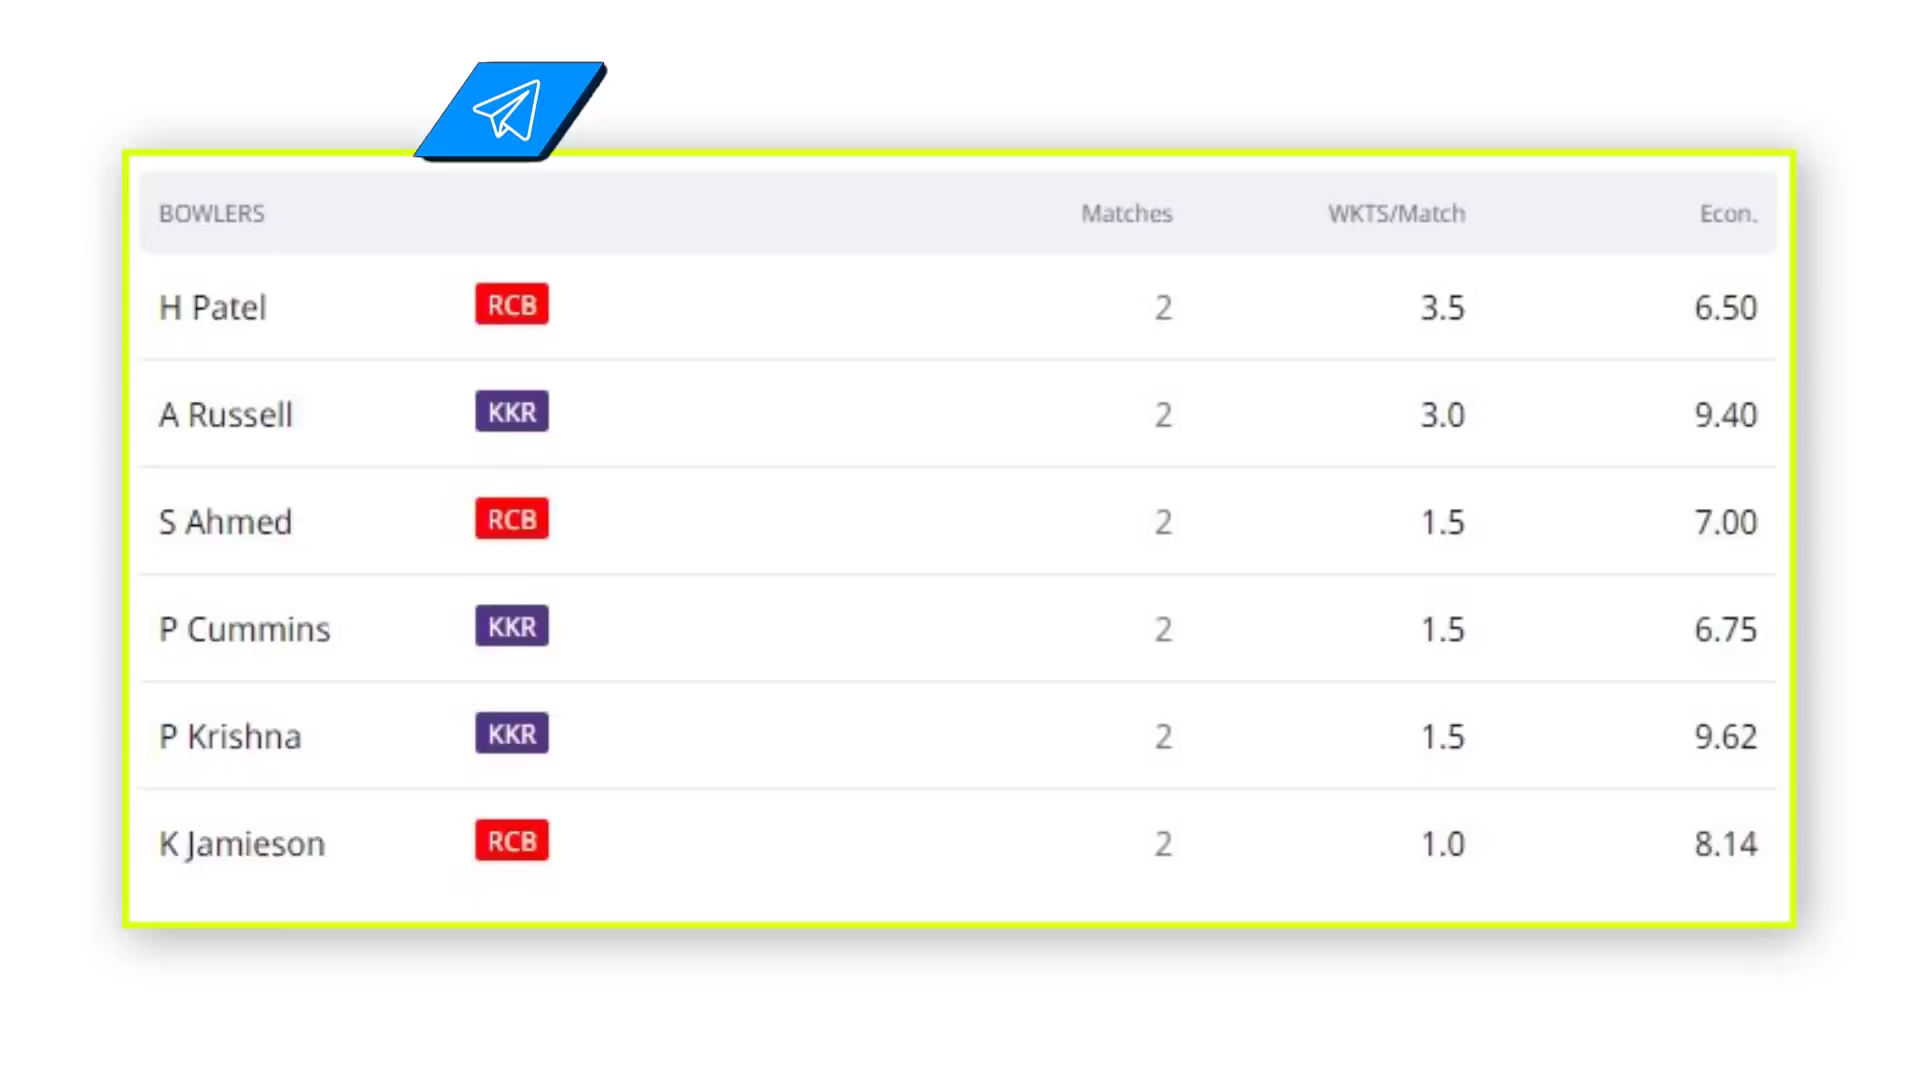 BOWLERS Matches WKTS/Match Econ.
H Patel RCB 2 3.5 6.50
A Russell KKR 2 3.0 9.40
S Ahmed RCB 2 1.5 7.00
P Cummins KKR 2 1.5 6.75
P Krishna KKR 2 1.5 9.62
K Jamieson RCB 2 1.0 8.14